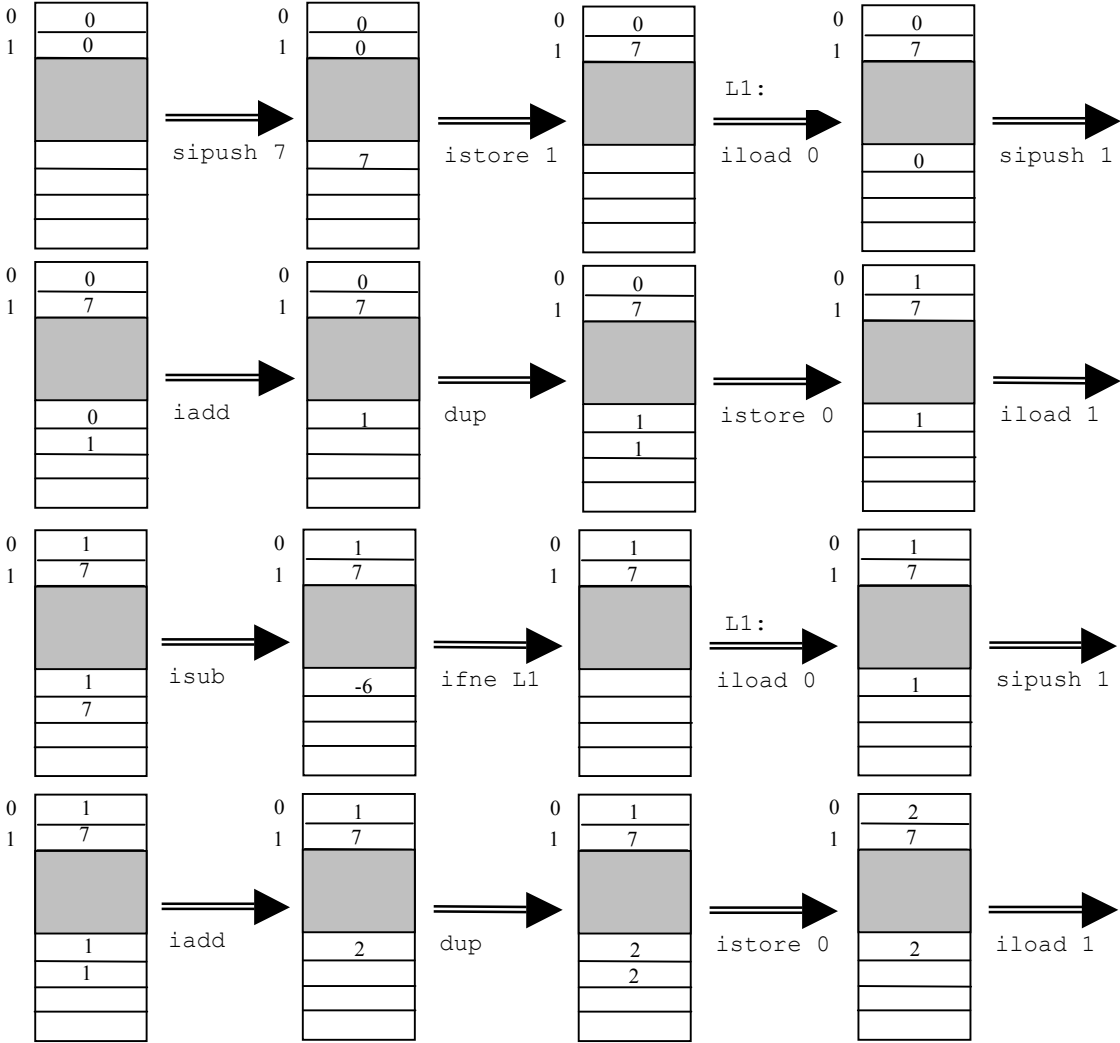 0 0 0 0 0 0 0 0
1 0 1 0 1 7 1 7
L1:
sipush 7 istore 1 iload 0 sipush 1
7 0
0 0 0 0 0 0 0 1
1 7 1 7 1 7 1 7
iadd dup istore 0 iload 1
0 1 1 1
1 1
0 1 0 1 0 1 0 1
1 7 1 7 1 7 1 7
L1:
isub ifne L1 iload 0 sipush 1
1 -6 1
7
0 1 0 1 0 1 0 2
1 7 1 7 1 7 1 7
iadd dup istore 0 iload 1
1 2 2 2
1 2